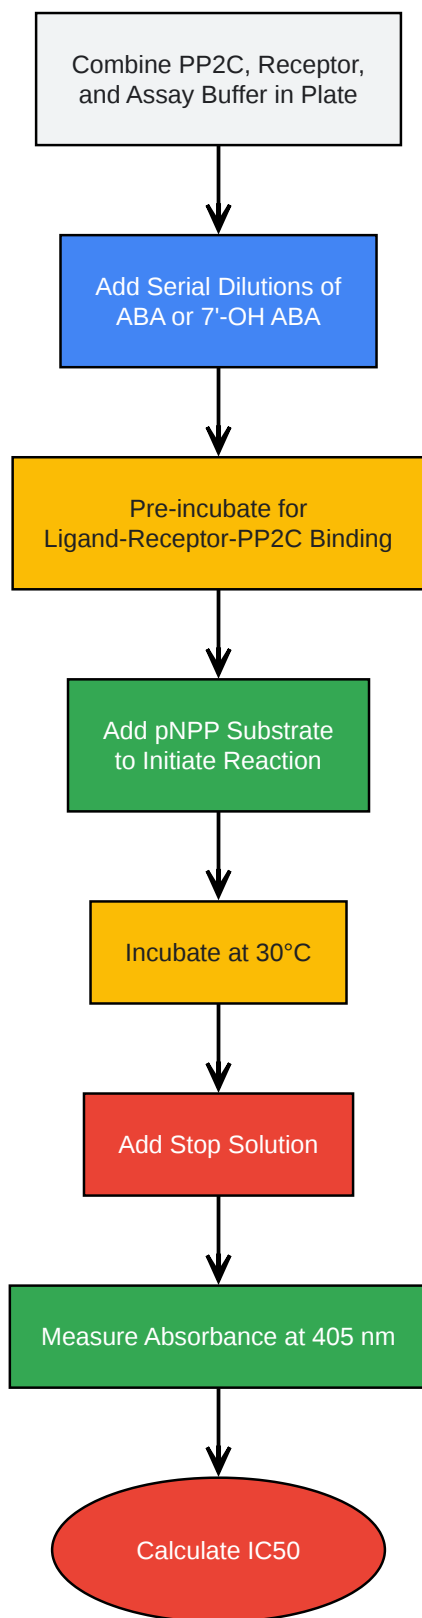 Combine PP2C, Receptor,
and Assay Buffer in Plate
Add Serial Dilutions of
ABA or 7'-OH ABA
Pre-incubate for
Ligand-Receptor-PP2C Binding
Add pNPP Substrate
to Initiate Reaction
Incubate at 30°C
Add Stop Solution
Measure Absorbance at 405 nm
Calculate IC50